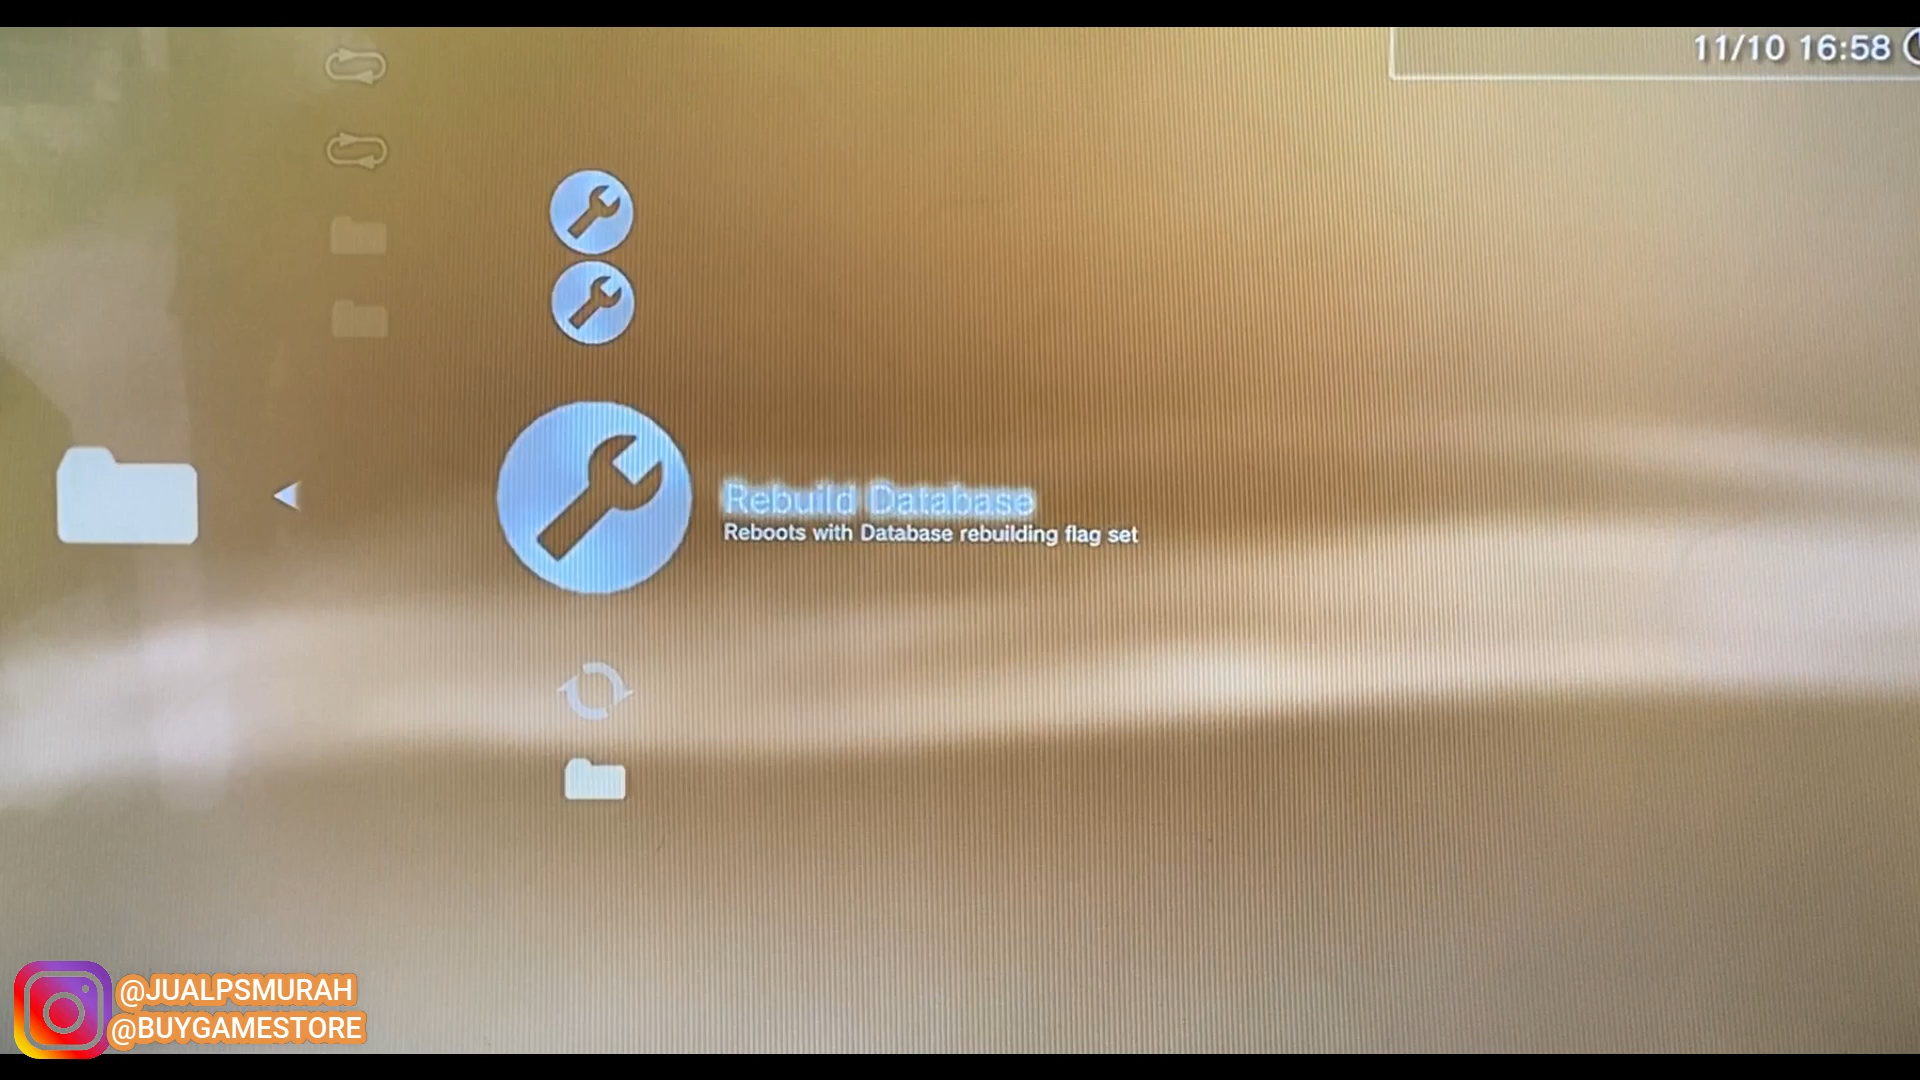 11/10 16:58
Rebuild Database
Reboots with Database rebuilding flag set
@JUALPSMURAH
@BUYGAMESTORE